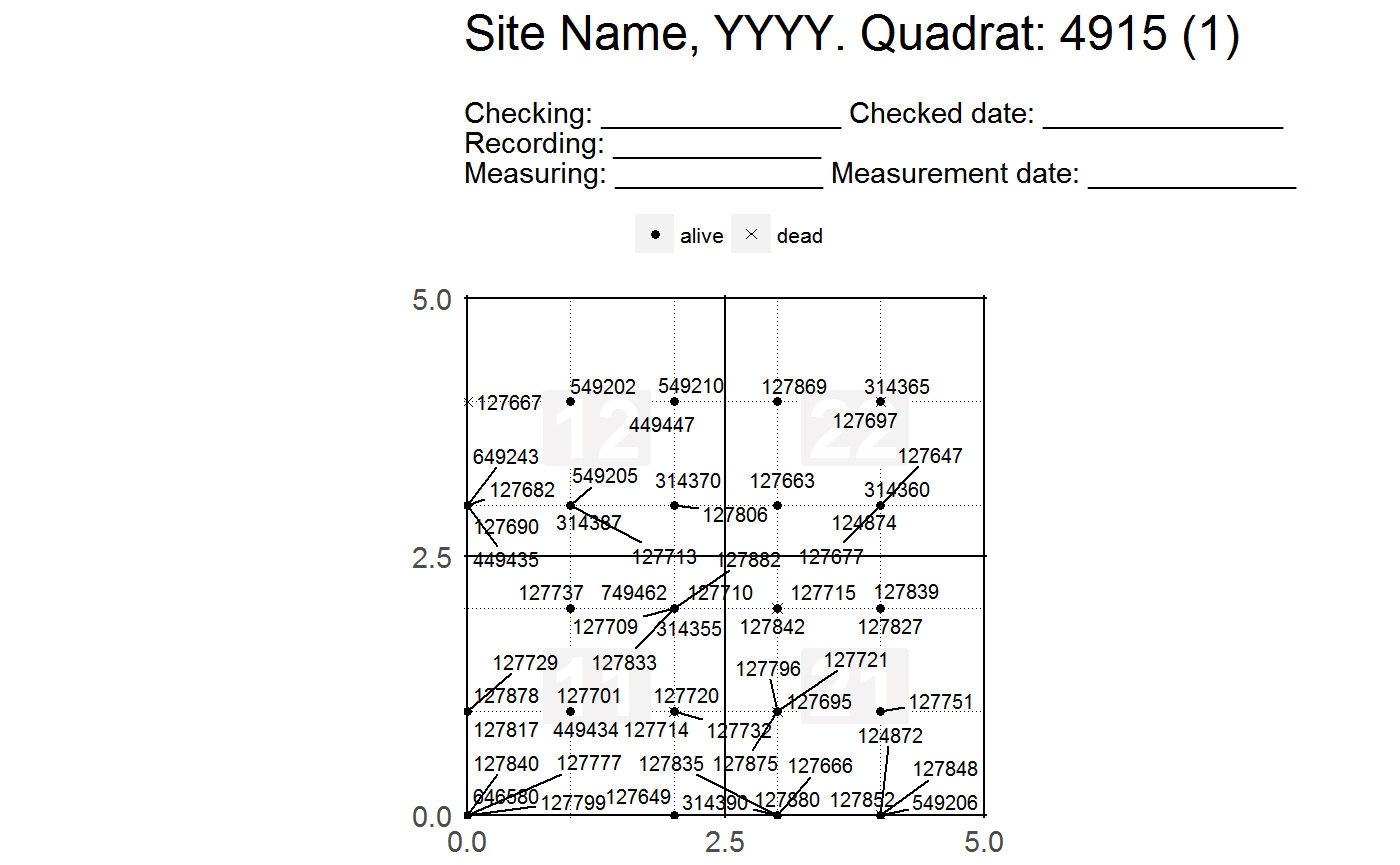 Site Name, YYYY. Quadrat: 4915 (1)
Checking: _______________ Checked date: _______________
Recording: _____________
Measuring: _____________ Measurement date: _____________
alive dead
5.0
549202 549210 127869 314365
127667 12 22
449447 127697
649243 127647
549205 314370 127663
127682 314360
127806
127690 314387 124874
449435 127713 127882 127677
2.5
127737 749462 127710 127715 127839
127709 314355 127842 127827
127729 127833 127796 127721
11 21
127878 127701 127720 127695 127751
127817 449434 127714 127732
124872
127840 127777 127835 127875 127666 127848
646580 127799 127649 314390 127880 127852 549206
0.0
0.0 2.5 5.0